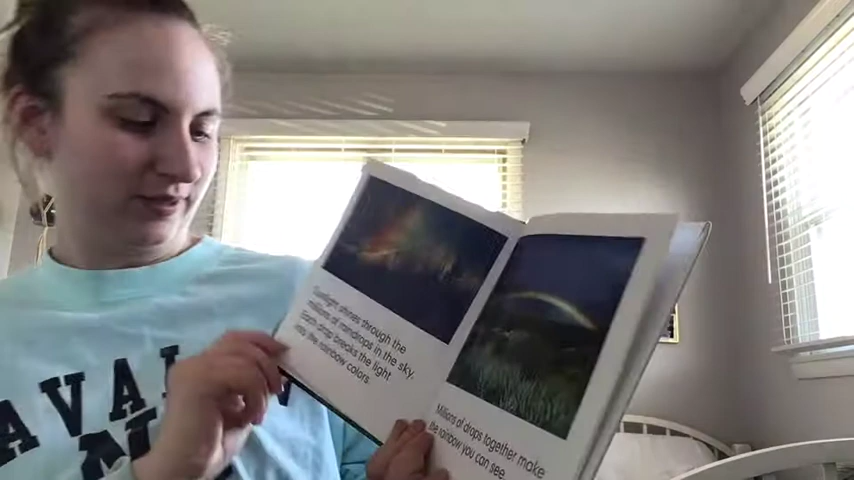 Sunlight shines through the
millions of raindrops in the sky.
Each drop breaks the light
into the rainbow colors.
Millions of drops together make
the rainbow you can see.
AVALA